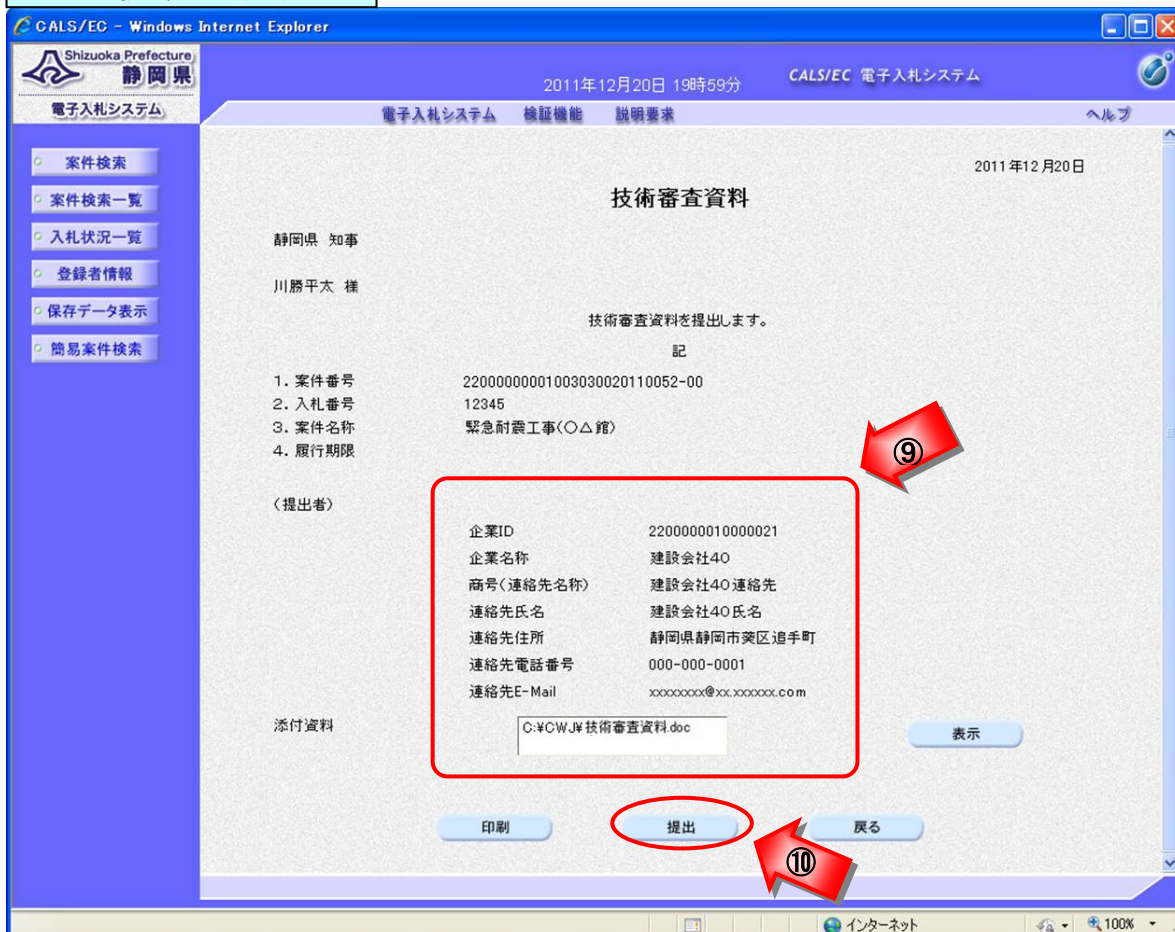 CALS/EC - Windows Internet Explorer
Shizuoka Prefecture
静岡県
電子入札システム
2011年12月20日 19時59分
CALS/EC 電子入札システム
電子入札システム 検証機能 説明要求 ヘルプ
案件検索
案件検索一覧
入札状況一覧
登録者情報
保存データ表示
簡易案件検索
2011年12月20日
技術審査資料
静岡県 知事
川勝平太 様
技術審査資料を提出します。
記
1. 案件番号 22000000001003030020110052-00
2. 入札番号 12345
3. 案件名称 緊急耐震工事(〇△館)
4. 履行期限
⑨
(提出者)
企業ID 2200000010000021
企業名称 建設会社40
商号(連絡先名称) 建設会社40連絡先
連絡先氏名 建設会社40氏名
連絡先住所 静岡県静岡市葵区追手町
連絡先電話番号 000-000-0001
連絡先E-Mail xxxxxxxx@xx.xxxxxx.com
添付資料 C:¥CWJ¥技術審査資料.doc 表示
印刷 提出 戻る
⑩
インターネット 100%